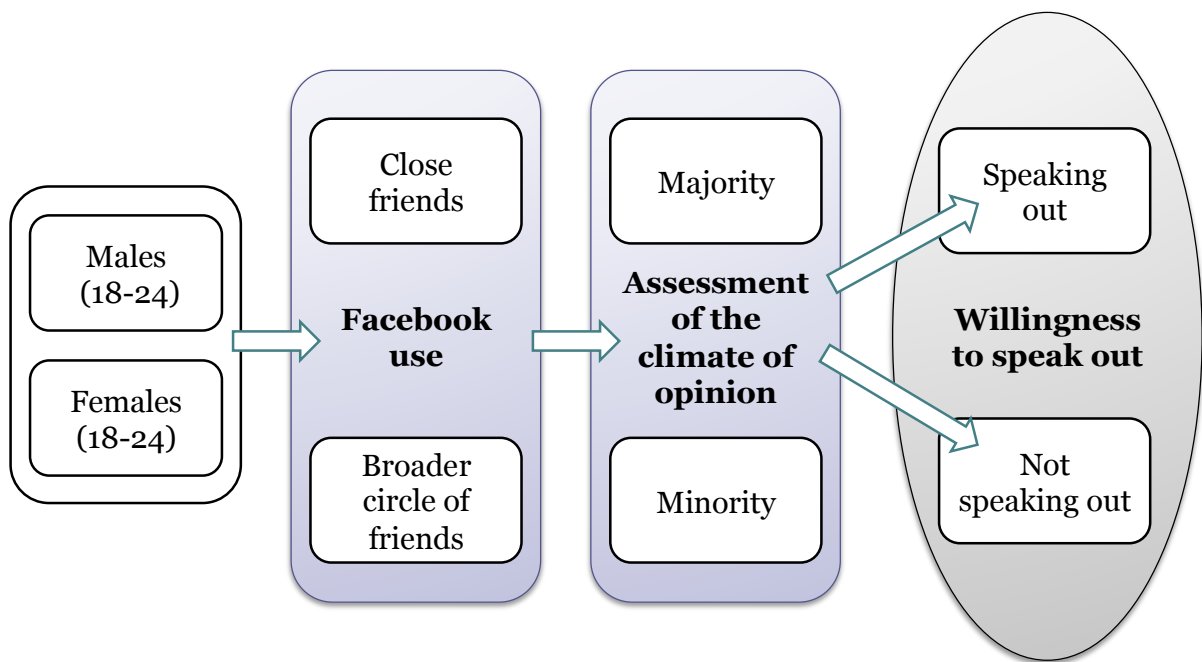 Males
(18-24)
Females
(18-24)
Close
friends
Facebook
use
Broader
circle of
friends
Majority
Assessment
of the
climate of
opinion
Minority
Speaking
out
Willingness
to speak out
Not
speaking out